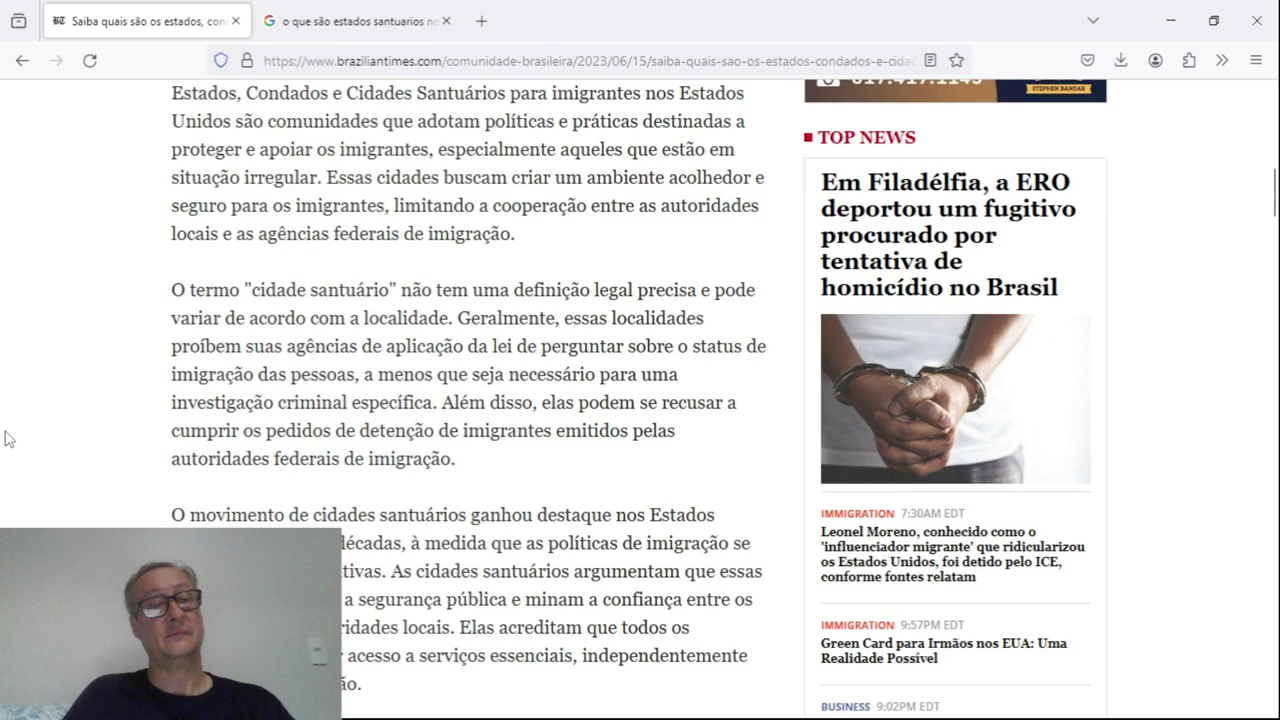 Saiba quais são os estados, con
o que são estados santuarios no
https://www.braziliantimes.com/comunidade-brasileira/2023/06/15/saiba-quais-sao-os-estados-condados-e-cida
Estados, Condados e Cidades Santuários para imigrantes nos Estados
Unidos são comunidades que adotam políticas e práticas destinadas a
proteger e apoiar os imigrantes, especialmente aqueles que estão em
situação irregular. Essas cidades buscam criar um ambiente acolhedor e
seguro para os imigrantes, limitando a cooperação entre as autoridades
locais e as agências federais de imigração.
O termo "cidade santuário" não tem uma definição legal precisa e pode
variar de acordo com a localidade. Geralmente, essas localidades
proíbem suas agências de aplicação da lei de perguntar sobre o status de
imigração das pessoas, a menos que seja necessário para uma
investigação criminal específica. Além disso, elas podem se recusar a
cumprir os pedidos de detenção de imigrantes emitidos pelas
autoridades federais de imigração.
O movimento de cidades santuários ganhou destaque nos Estados
décadas, à medida que as políticas de imigração se
tivas. As cidades santuários argumentam que essas
a segurança pública e minam a confiança entre os
ridades locais. Elas acreditam que todos os
acesso a serviços essenciais, independentemente
ão.
STEPHEN BANDAR
TOP NEWS
Em Filadélfia, a ERO
deportou um fugitivo
procurado por
tentativa de
homicídio no Brasil
IMMIGRATION 7:30AM EDT
Leonel Moreno, conhecido como o
'influenciador migrante' que ridicularizou
os Estados Unidos, foi detido pelo ICE,
conforme fontes relatam
IMMIGRATION 9:57PM EDT
Green Card para Irmãos nos EUA: Uma
Realidade Possível
BUSINESS 9:02PM EDT